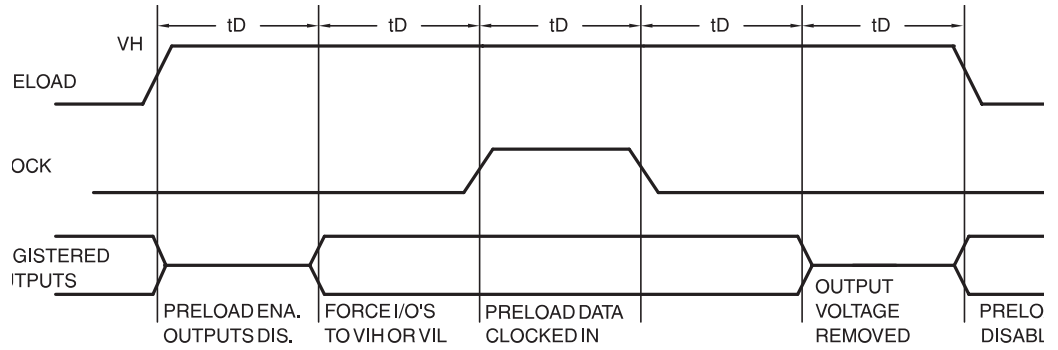 tD tD tD tD tD
VH
ELOAD
OCK
GISTERED
TPUTS
PRELOAD ENA.
OUTPUTS DIS.
FORCE I/O'S
TO VIH OR VIL
PRELOAD DATA
CLOCKED IN
OUTPUT
VOLTAGE
REMOVED
PRELO
DISABL